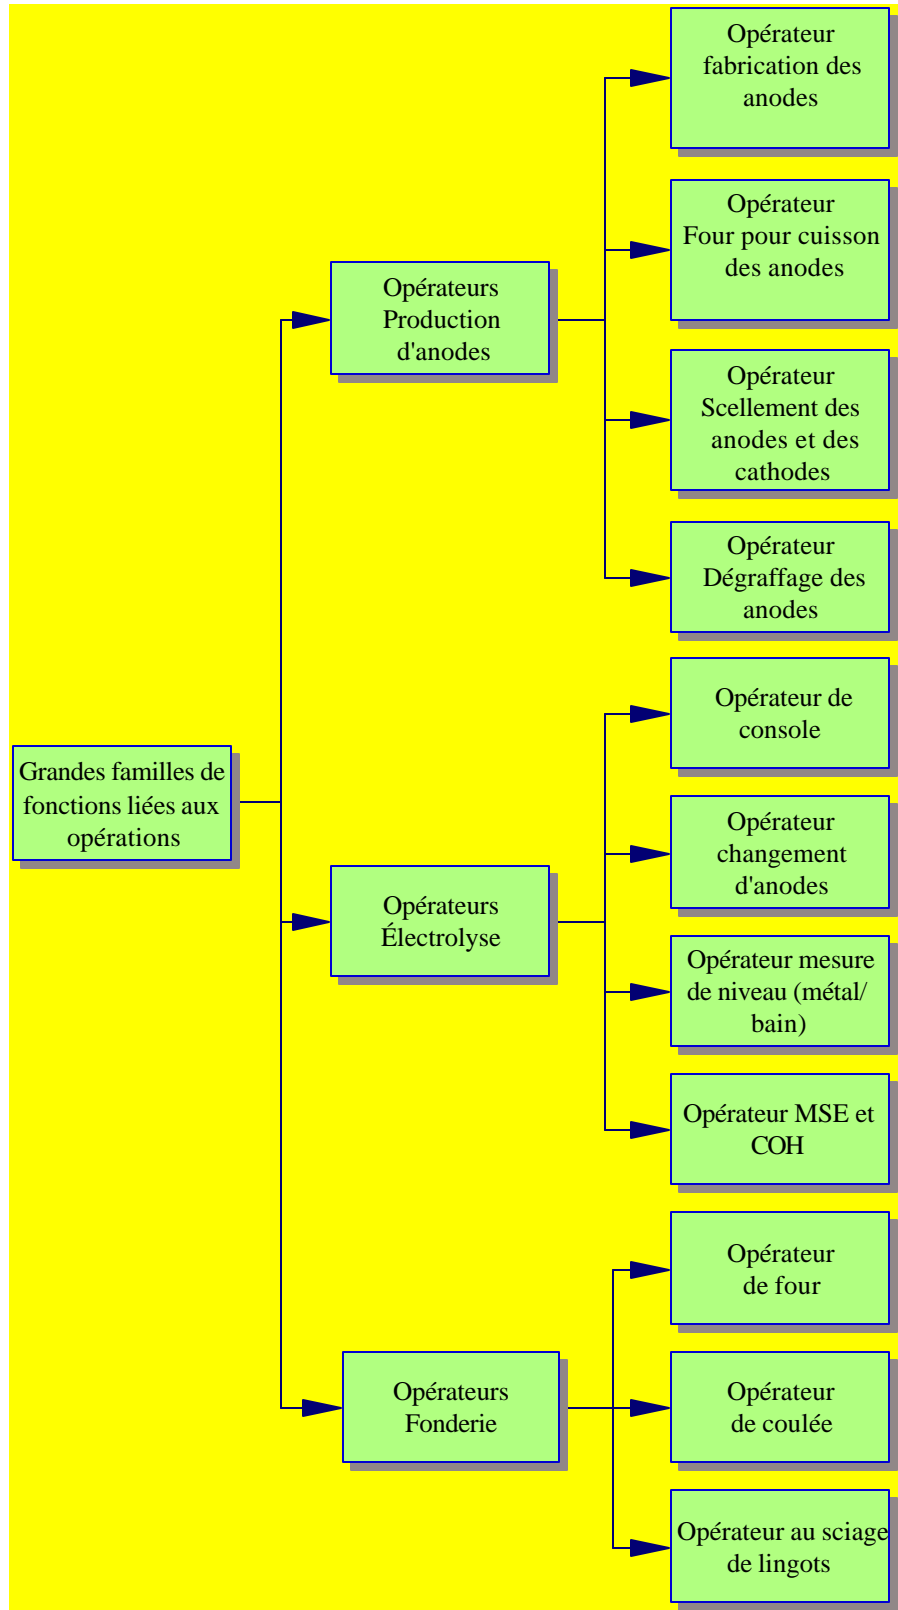 Grandes familles de
fonctions liées aux
opérations
Opérateurs
Production
d'anodes
Opérateur
fabrication des
anodes
Opérateur
Four pour cuisson
des anodes
Opérateur
Scellement des
anodes et des
cathodes
Opérateur
Dégraffage des
anodes
Opérateurs
Électrolyse
Opérateur de
console
Opérateur
changement
d'anodes
Opérateur mesure
de niveau (métal/
bain)
Opérateur MSE et
COH
Opérateurs
Fonderie
Opérateur
de four
Opérateur
de coulée
Opérateur au sciage
de lingots